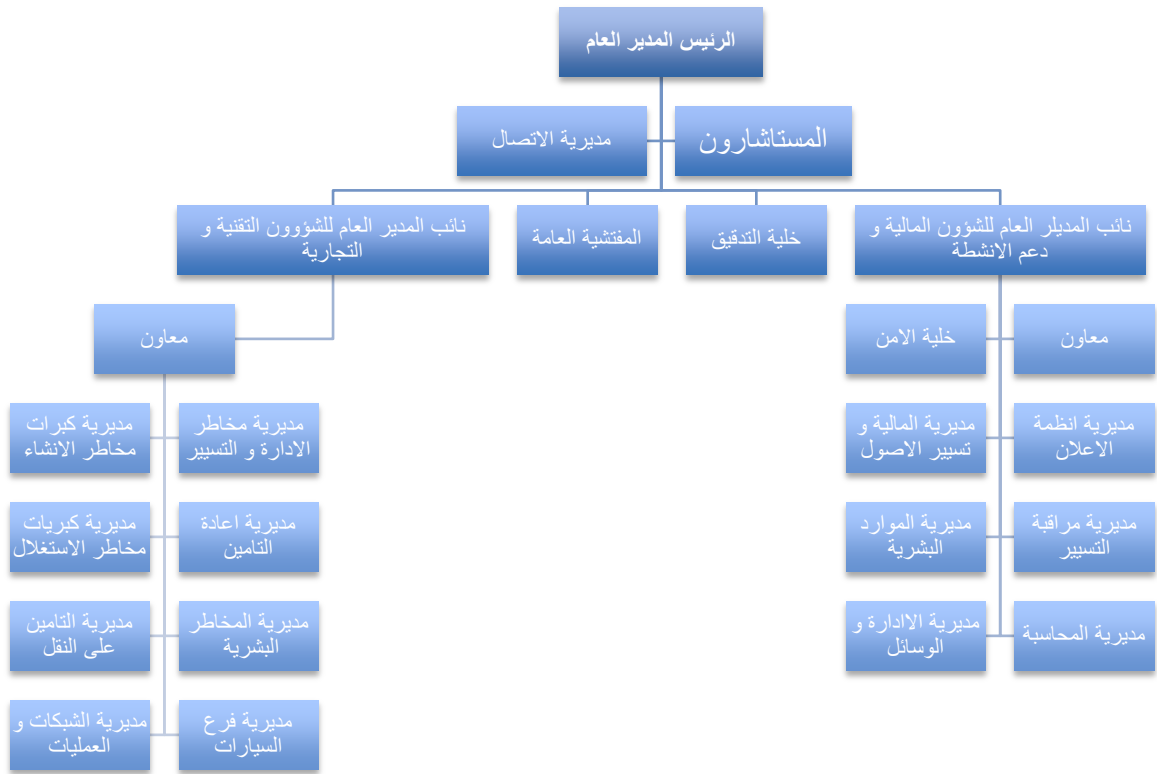 الرئيس المدير العام
المستاشارون
مديرية الاتصال
نائب المديلر العام للشؤون المالية و
دعم الانشطة
خلية التدقيق
المفتشية العامة
نائب المدير العام للشؤوون التقنية و
التجارية
معاون
خلية الامن
معاون
مديرية انظمة
الاعلان
مديرية المالية و
تسيير الاصول
مديرية مخاطر
الادارة و التسيير
مديرية كبرات
مخاطر الانشاء
مديرية مراقبة
التسيير
مديرية الموارد
البشرية
مديرية اعادة
التامين
مديرية كبريات
مخاطر الاستغلال
مديرية المحاسبة
مديرية الاادارة و
الوسائل
مديرية المخاطر
البشرية
مديرية التامين
على النقل
مديرية فرع
السيارات
مديرية الشبكات و
العمليات